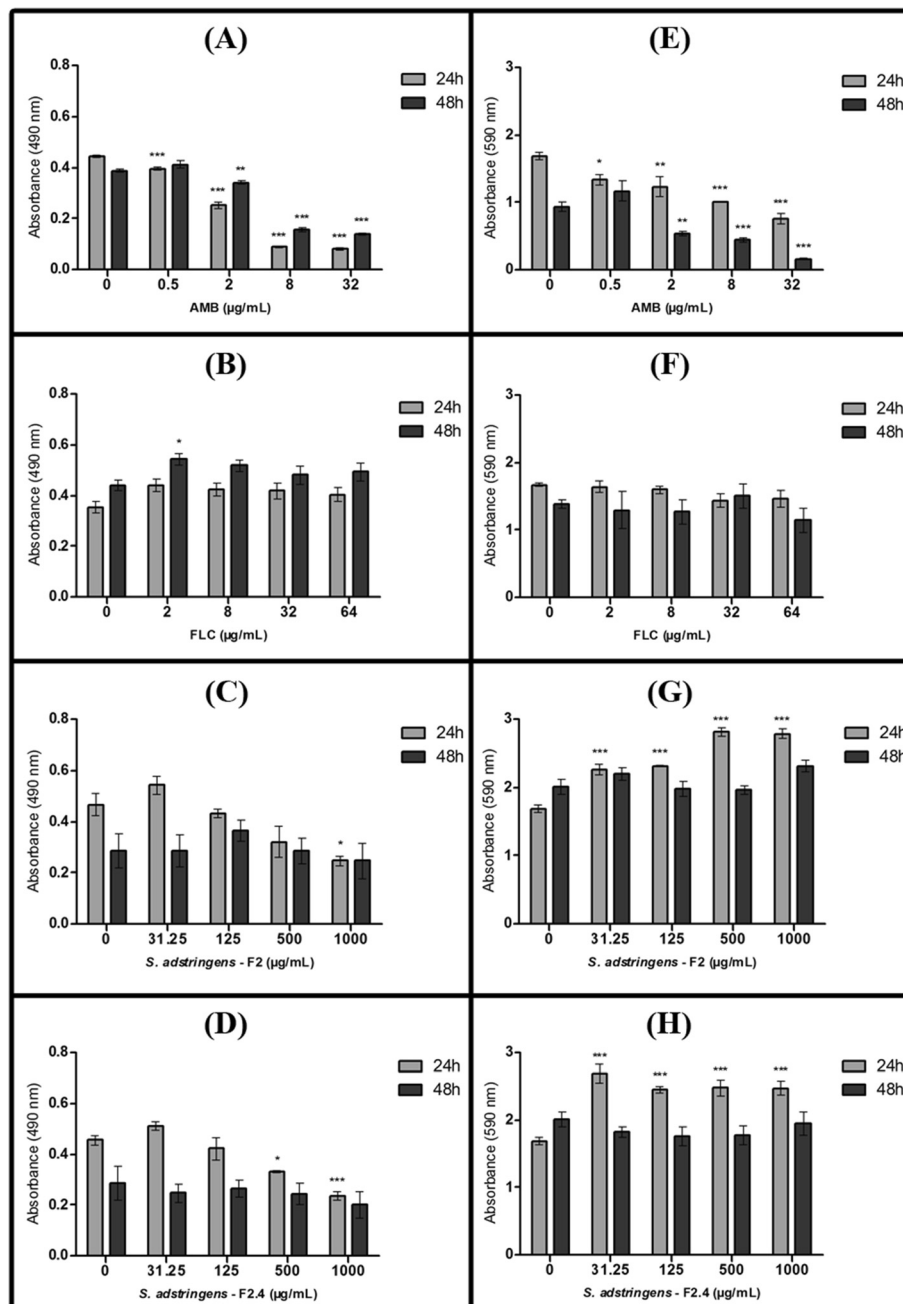 (A)
Absorbance (490 nm)
0.8
0.6
0.4
0.2
0.0
24h
48h
***
*** **
*** ***
*** ***
0 0.5 2 8 32
AMB (µg/mL)
(E)
Absorbance (590 nm)
3
2
1
0
24h
48h
*
** **
*** ***
*** ***
0 0.5 2 8 32
AMB (µg/mL)
(B)
Absorbance (490 nm)
0.8
0.6
0.4
0.2
0.0
24h
48h
*
0 2 8 32 64
FLC (µg/mL)
(F)
Absorbance (590 nm)
3
2
1
0
24h
48h
0 2 8 32 64
FLC (µg/mL)
(C)
Absorbance (490 nm)
0.8
0.6
0.4
0.2
0.0
24h
48h
*
0 31.25 125 500 1000
S. adstringens - F2 (µg/mL)
(G)
Absorbance (590 nm)
3
2
1
0
24h
48h
*** *** *** ***
0 31.25 125 500 1000
S. adstringens - F2 (µg/mL)
(D)
Absorbance (490 nm)
0.8
0.6
0.4
0.2
0.0
24h
48h
* ***
0 31.25 125 500 1000
S. adstringens - F2.4 (µg/mL)
(H)
Absorbance (590 nm)
3
2
1
0
24h
48h
*** *** *** ***
0 31.25 125 500 1000
S. adstringens - F2.4 (µg/mL)